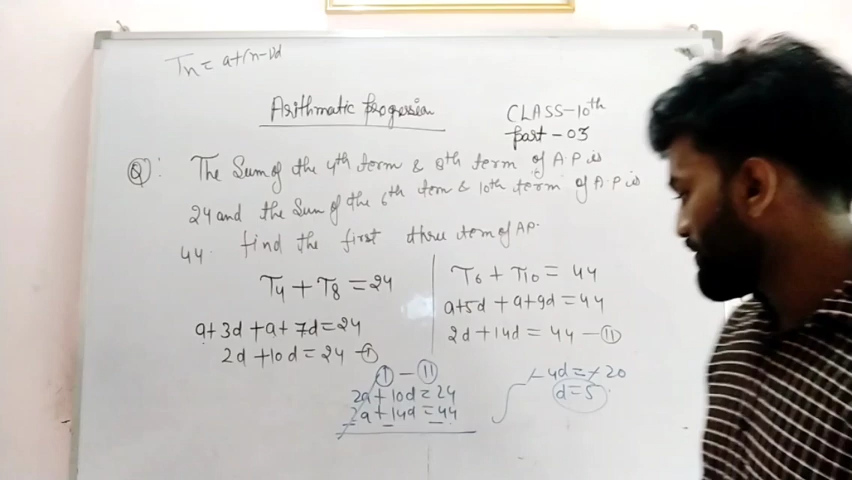 Tn = a+(n-1)d
Arithmatic Progression
CLASS-10th
Part-03
Q: The Sum of the 4th term & 8th term of A.P is
24 and the Sum of the 6th tem & 10th term of A.P is
44. find the first three term of AP.
T4 + T8 = 24
a+3d+a+7d=24
2d+10d=24 - I
T6 + T10 = 44
a+5d+a+9d=44
2d+14d=44 - II
I - II
2a+10d=24
2a+14d=44
-4d=-20
d=5